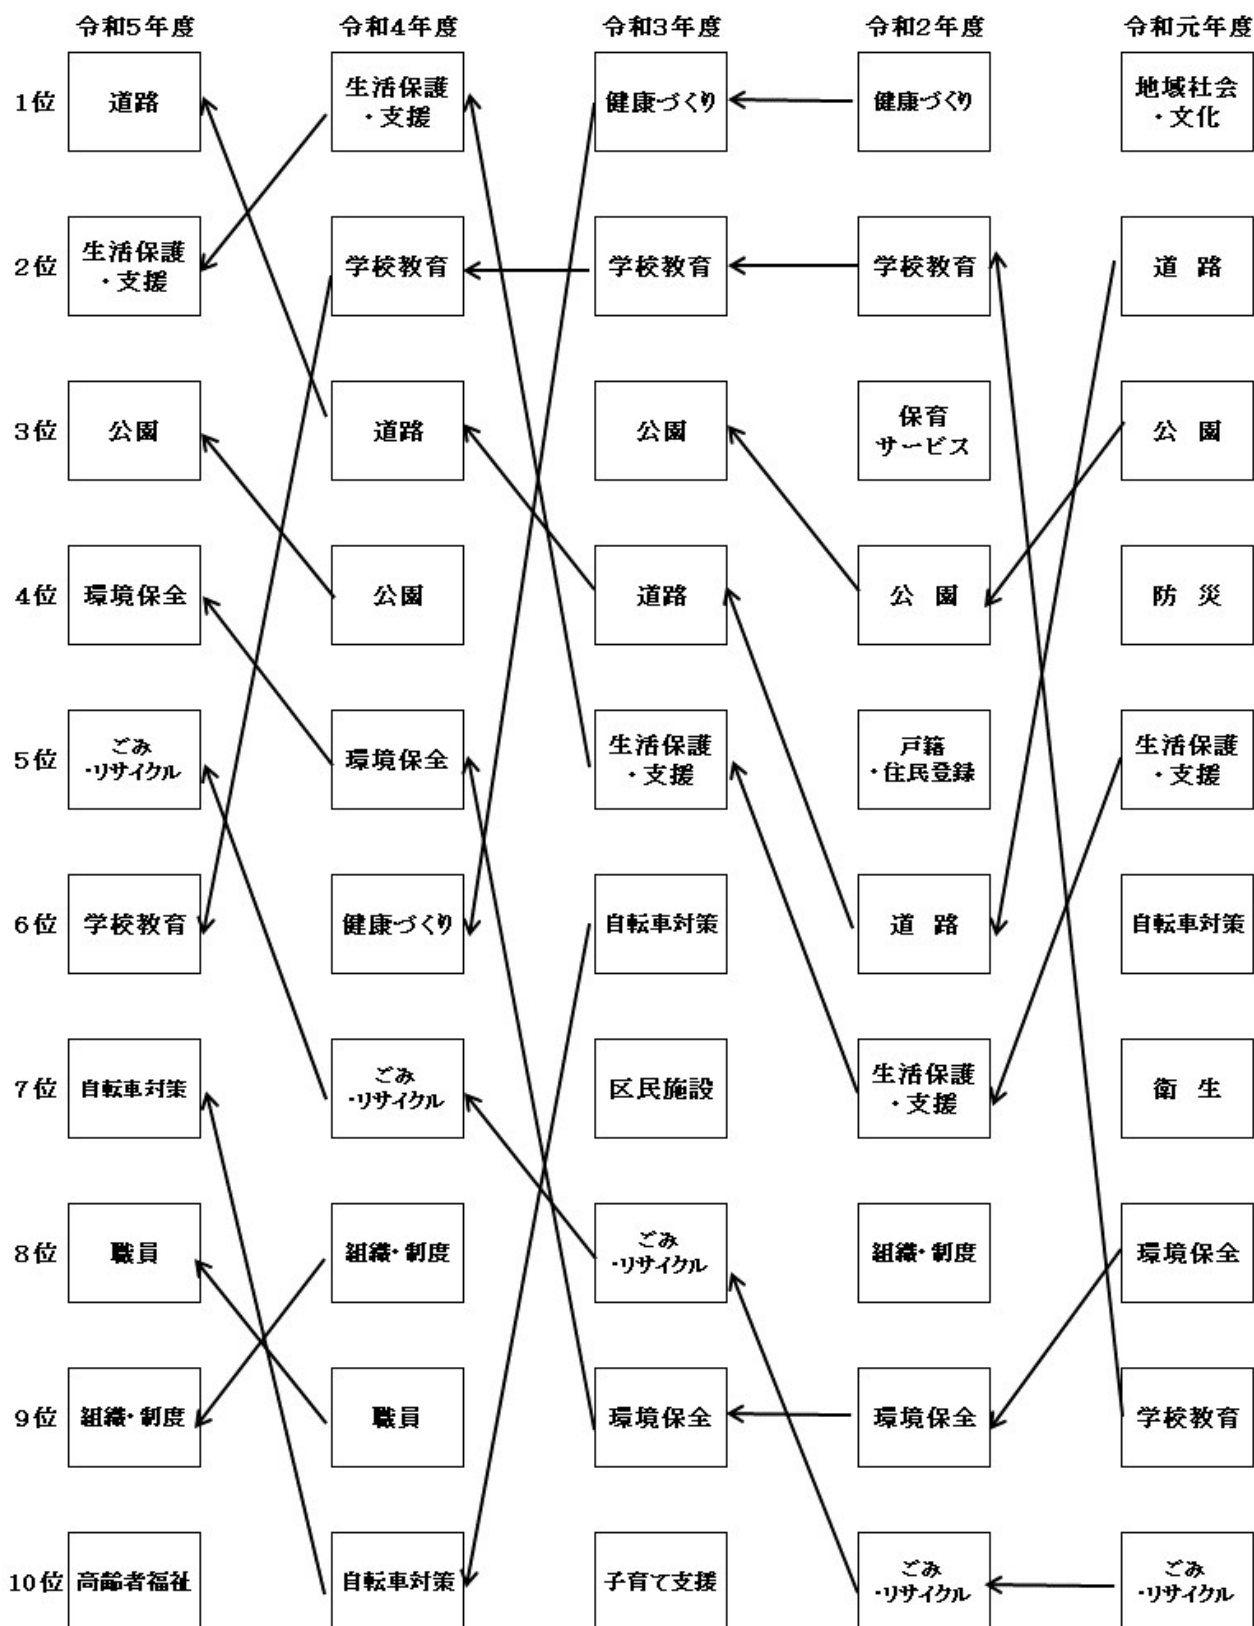 令和5年度 令和4年度 令和3年度 令和2年度 令和元年度
1位 道路 生活保護・支援 健康づくり 健康づくり 地域社会・文化
2位 生活保護・支援 学校教育 学校教育 学校教育 道 路
3位 公園 道路 公園 保育サービス 公 園
4位 環境保全 公園 道路 公 園 防 災
5位 ごみ・リサイクル 環境保全 生活保護・支援 戸籍・住民登録 生活保護・支援
6位 学校教育 健康づくり 自転車対策 道 路 自転車対策
7位 自転車対策 ごみ・リサイクル 区民施設 生活保護・支援 衛 生
8位 職員 組織・制度 ごみ・リサイクル 組織・制度 環境保全
9位 組織・制度 職員 環境保全 環境保全 学校教育
10位 高齢者福祉 自転車対策 子育て支援 ごみ・リサイクル ごみ・リサイクル